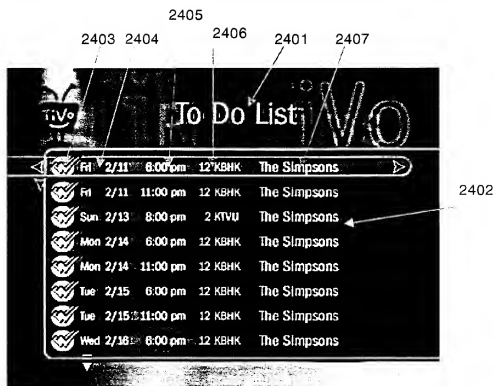 2405
2403 2404 2406 2401 2407
TiVo To Do List iVo
Fri 2/11 6:00 pm 12 KBHK The Simpsons
Fri 2/11 11:00 pm 12 KBHK The Simpsons
2402
Sun 2/13 8:00 pm 2 KTVU The Simpsons
Mon 2/14 6:00 pm 12 KBHK The Simpsons
Mon 2/14 11:00 pm 12 KBHK The Simpsons
Tue 2/15 6:00 pm 12 KBHK The Simpsons
Tue 2/15 11:00 pm 12 KBHK The Simpsons
Wed 2/16 6:00 pm 12 KBHK The Simpsons